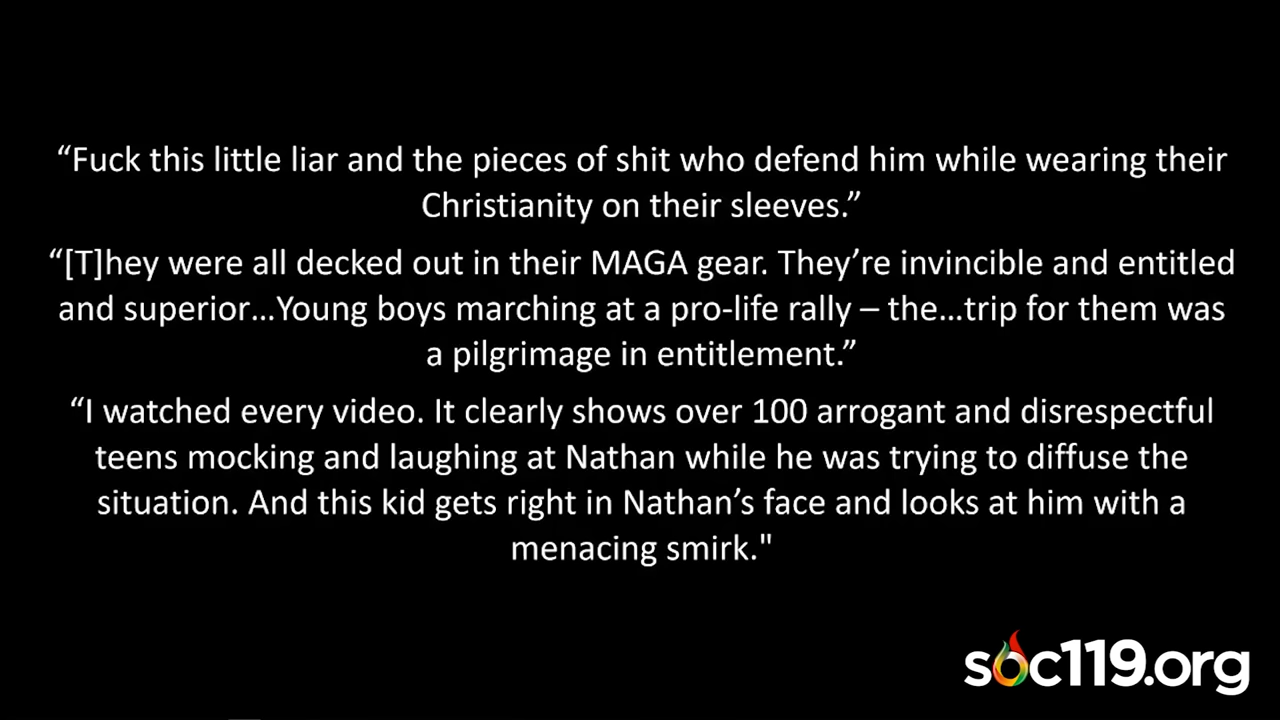 “Fuck this little liar and the pieces of shit who defend him while wearing their
Christianity on their sleeves.”
“[T]hey were all decked out in their MAGA gear. They’re invincible and entitled
and superior…Young boys marching at a pro-life rally – the…trip for them was
a pilgrimage in entitlement.”
“I watched every video. It clearly shows over 100 arrogant and disrespectful
teens mocking and laughing at Nathan while he was trying to diffuse the
situation. And this kid gets right in Nathan’s face and looks at him with a
menacing smirk."
soc119.org